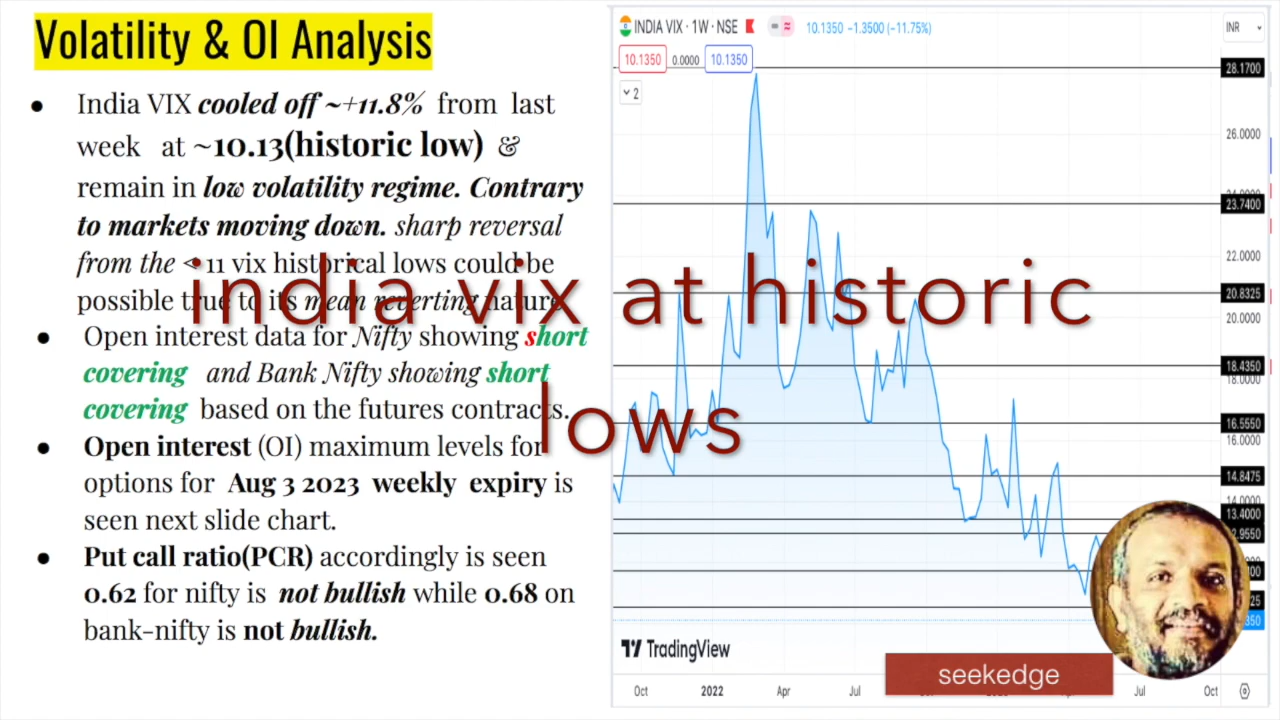 Volatility & OI Analysis
● India VIX cooled off ~+11.8% from last
week at ~10.13(historic low) &
remain in low volatility regime. Contrary
to markets moving down. sharp reversal
from the <11 vix historical lows could be
possible true to its mean reverting nature
● Open interest data for Nifty showing short
covering and Bank Nifty showing short
covering based on the futures contracts.
● Open interest (OI) maximum levels for
options for Aug 3 2023 weekly expiry is
seen next slide chart.
● Put call ratio(PCR) accordingly is seen
0.62 for nifty is not bullish while 0.68 on
bank-nifty is not bullish.
india vix at historic
lows
INDIA VIX · 1W · NSE 10.1350 −1.3500 (−11.75%)
INR
10.1350 0.0000 10.1350
2
28.1700
26.0000
23.7400
22.0000
20.8325
20.0000
18.4350
18.0000
16.5550
16.0000
14.8475
14.0000
13.4000
TradingView
seekedge
Oct 2022 Apr Jul Jul Oct